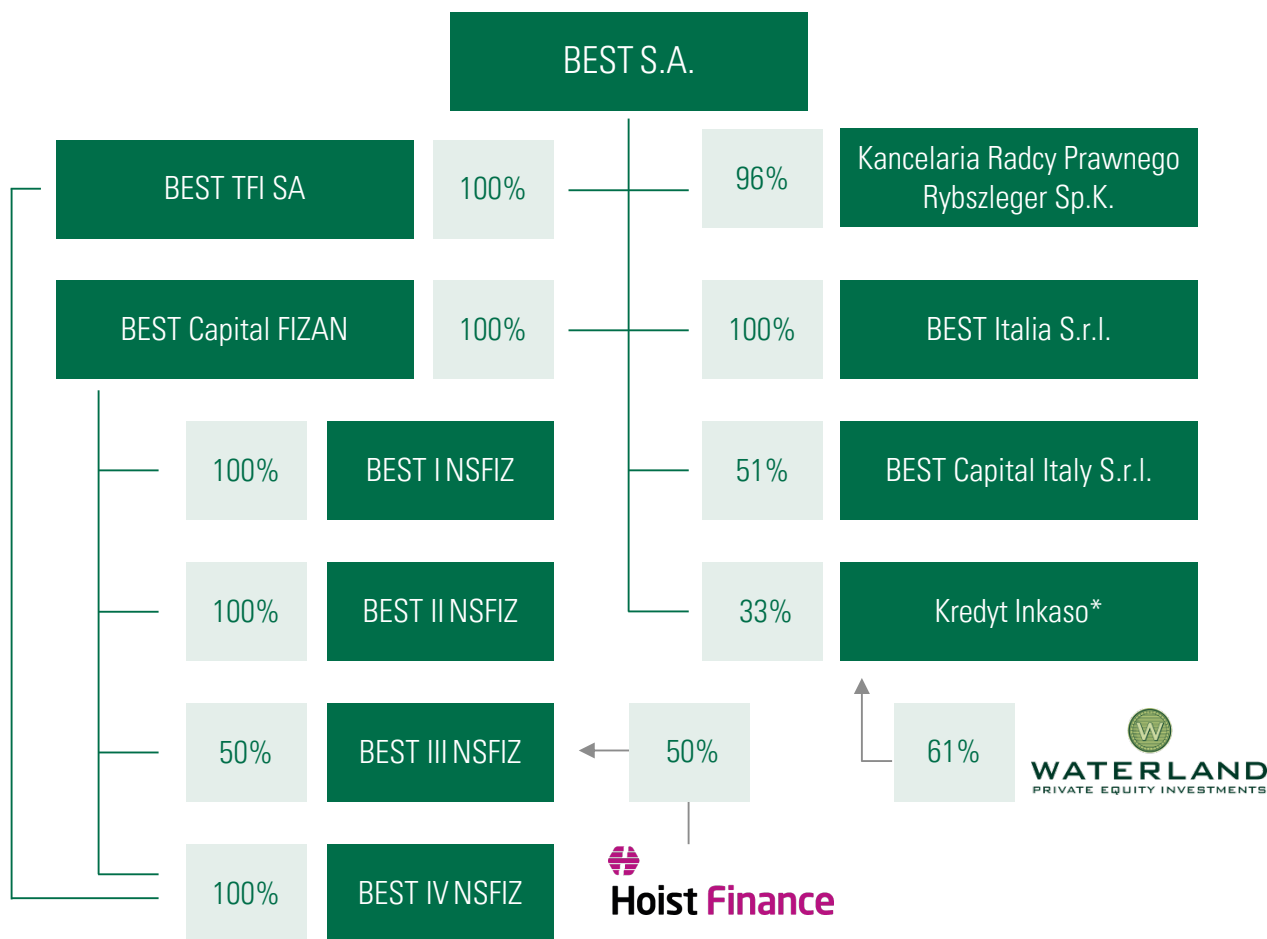 BEST S.A.
BEST TFI SA
100%
96%
Kancelaria Radcy Prawnego
Rybszleger Sp.K.
BEST Capital FIZAN
100%
100%
BEST Italia S.r.l.
100%
BEST I NSFIZ
51%
BEST Capital Italy S.r.l.
100%
BEST II NSFIZ
33%
Kredyt Inkaso*
50%
BEST III NSFIZ
50%
61%
W
WATERLAND
PRIVATE EQUITY INVESTMENTS
100%
BEST IV NSFIZ
Hoist Finance